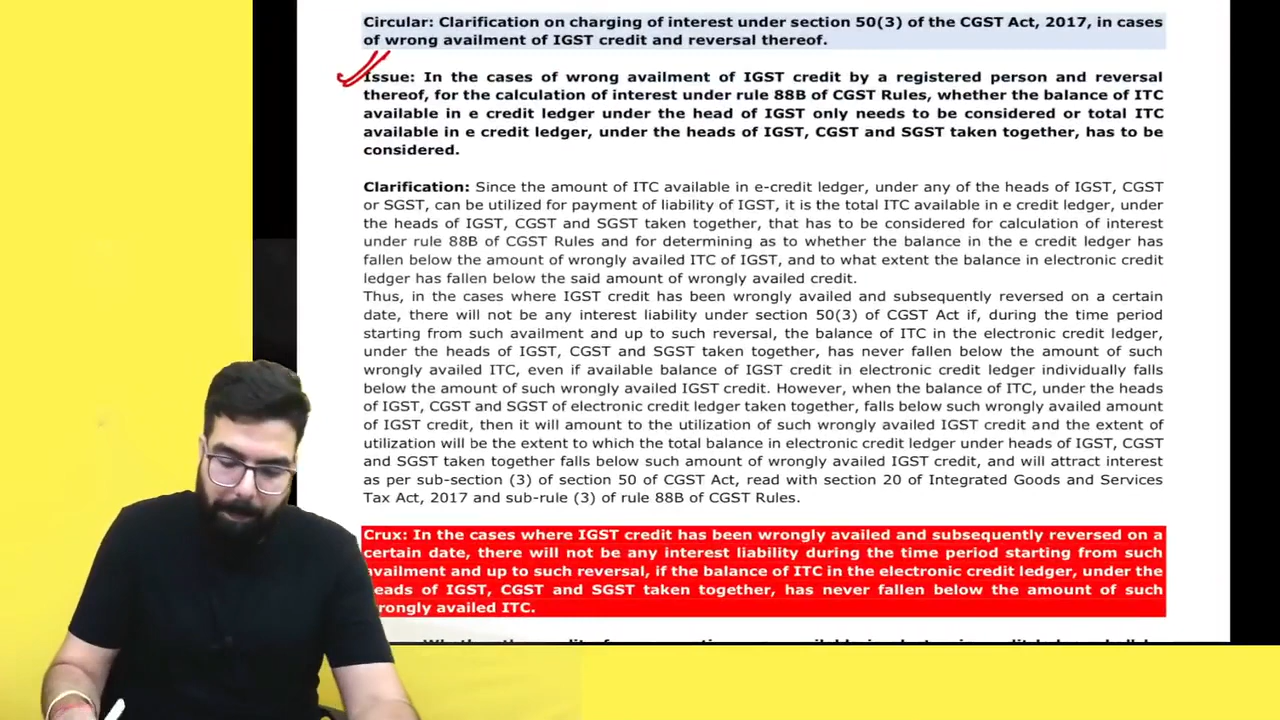 Circular: Clarification on charging of interest under section 50(3) of the CGST Act, 2017, in cases
of wrong availment of IGST credit and reversal thereof.
Issue: In the cases of wrong availment of IGST credit by a registered person and reversal
thereof, for the calculation of interest under rule 88B of CGST Rules, whether the balance of ITC
available in e credit ledger under the head of IGST only needs to be considered or total ITC
available in e credit ledger, under the heads of IGST, CGST and SGST taken together, has to be
considered.
Clarification: Since the amount of ITC available in e-credit ledger, under any of the heads of IGST, CGST
or SGST, can be utilized for payment of liability of IGST, it is the total ITC available in e credit ledger, under
the heads of IGST, CGST and SGST taken together, that has to be considered for calculation of interest
under rule 88B of CGST Rules and for determining as to whether the balance in the e credit ledger has
fallen below the amount of wrongly availed ITC of IGST, and to what extent the balance in electronic credit
ledger has fallen below the said amount of wrongly availed credit.
Thus, in the cases where IGST credit has been wrongly availed and subsequently reversed on a certain
date, there will not be any interest liability under section 50(3) of CGST Act if, during the time period
starting from such availment and up to such reversal, the balance of ITC in the electronic credit ledger,
under the heads of IGST, CGST and SGST taken together, has never fallen below the amount of such
wrongly availed ITC, even if available balance of IGST credit in electronic credit ledger individually falls
below the amount of such wrongly availed IGST credit. However, when the balance of ITC, under the heads
of IGST, CGST and SGST of electronic credit ledger taken together, falls below such wrongly availed amount
of IGST credit, then it will amount to the utilization of such wrongly availed IGST credit and the extent of
utilization will be the extent to which the total balance in electronic credit ledger under heads of IGST, CGST
and SGST taken together falls below such amount of wrongly availed IGST credit, and will attract interest
as per sub-section (3) of section 50 of CGST Act, read with section 20 of Integrated Goods and Services
Tax Act, 2017 and sub-rule (3) of rule 88B of CGST Rules.
Crux: In the cases where IGST credit has been wrongly availed and subsequently reversed on a
certain date, there will not be any interest liability during the time period starting from such
availment and up to such reversal, if the balance of ITC in the electronic credit ledger, under the
heads of IGST, CGST and SGST taken together, has never fallen below the amount of such
wrongly availed ITC.